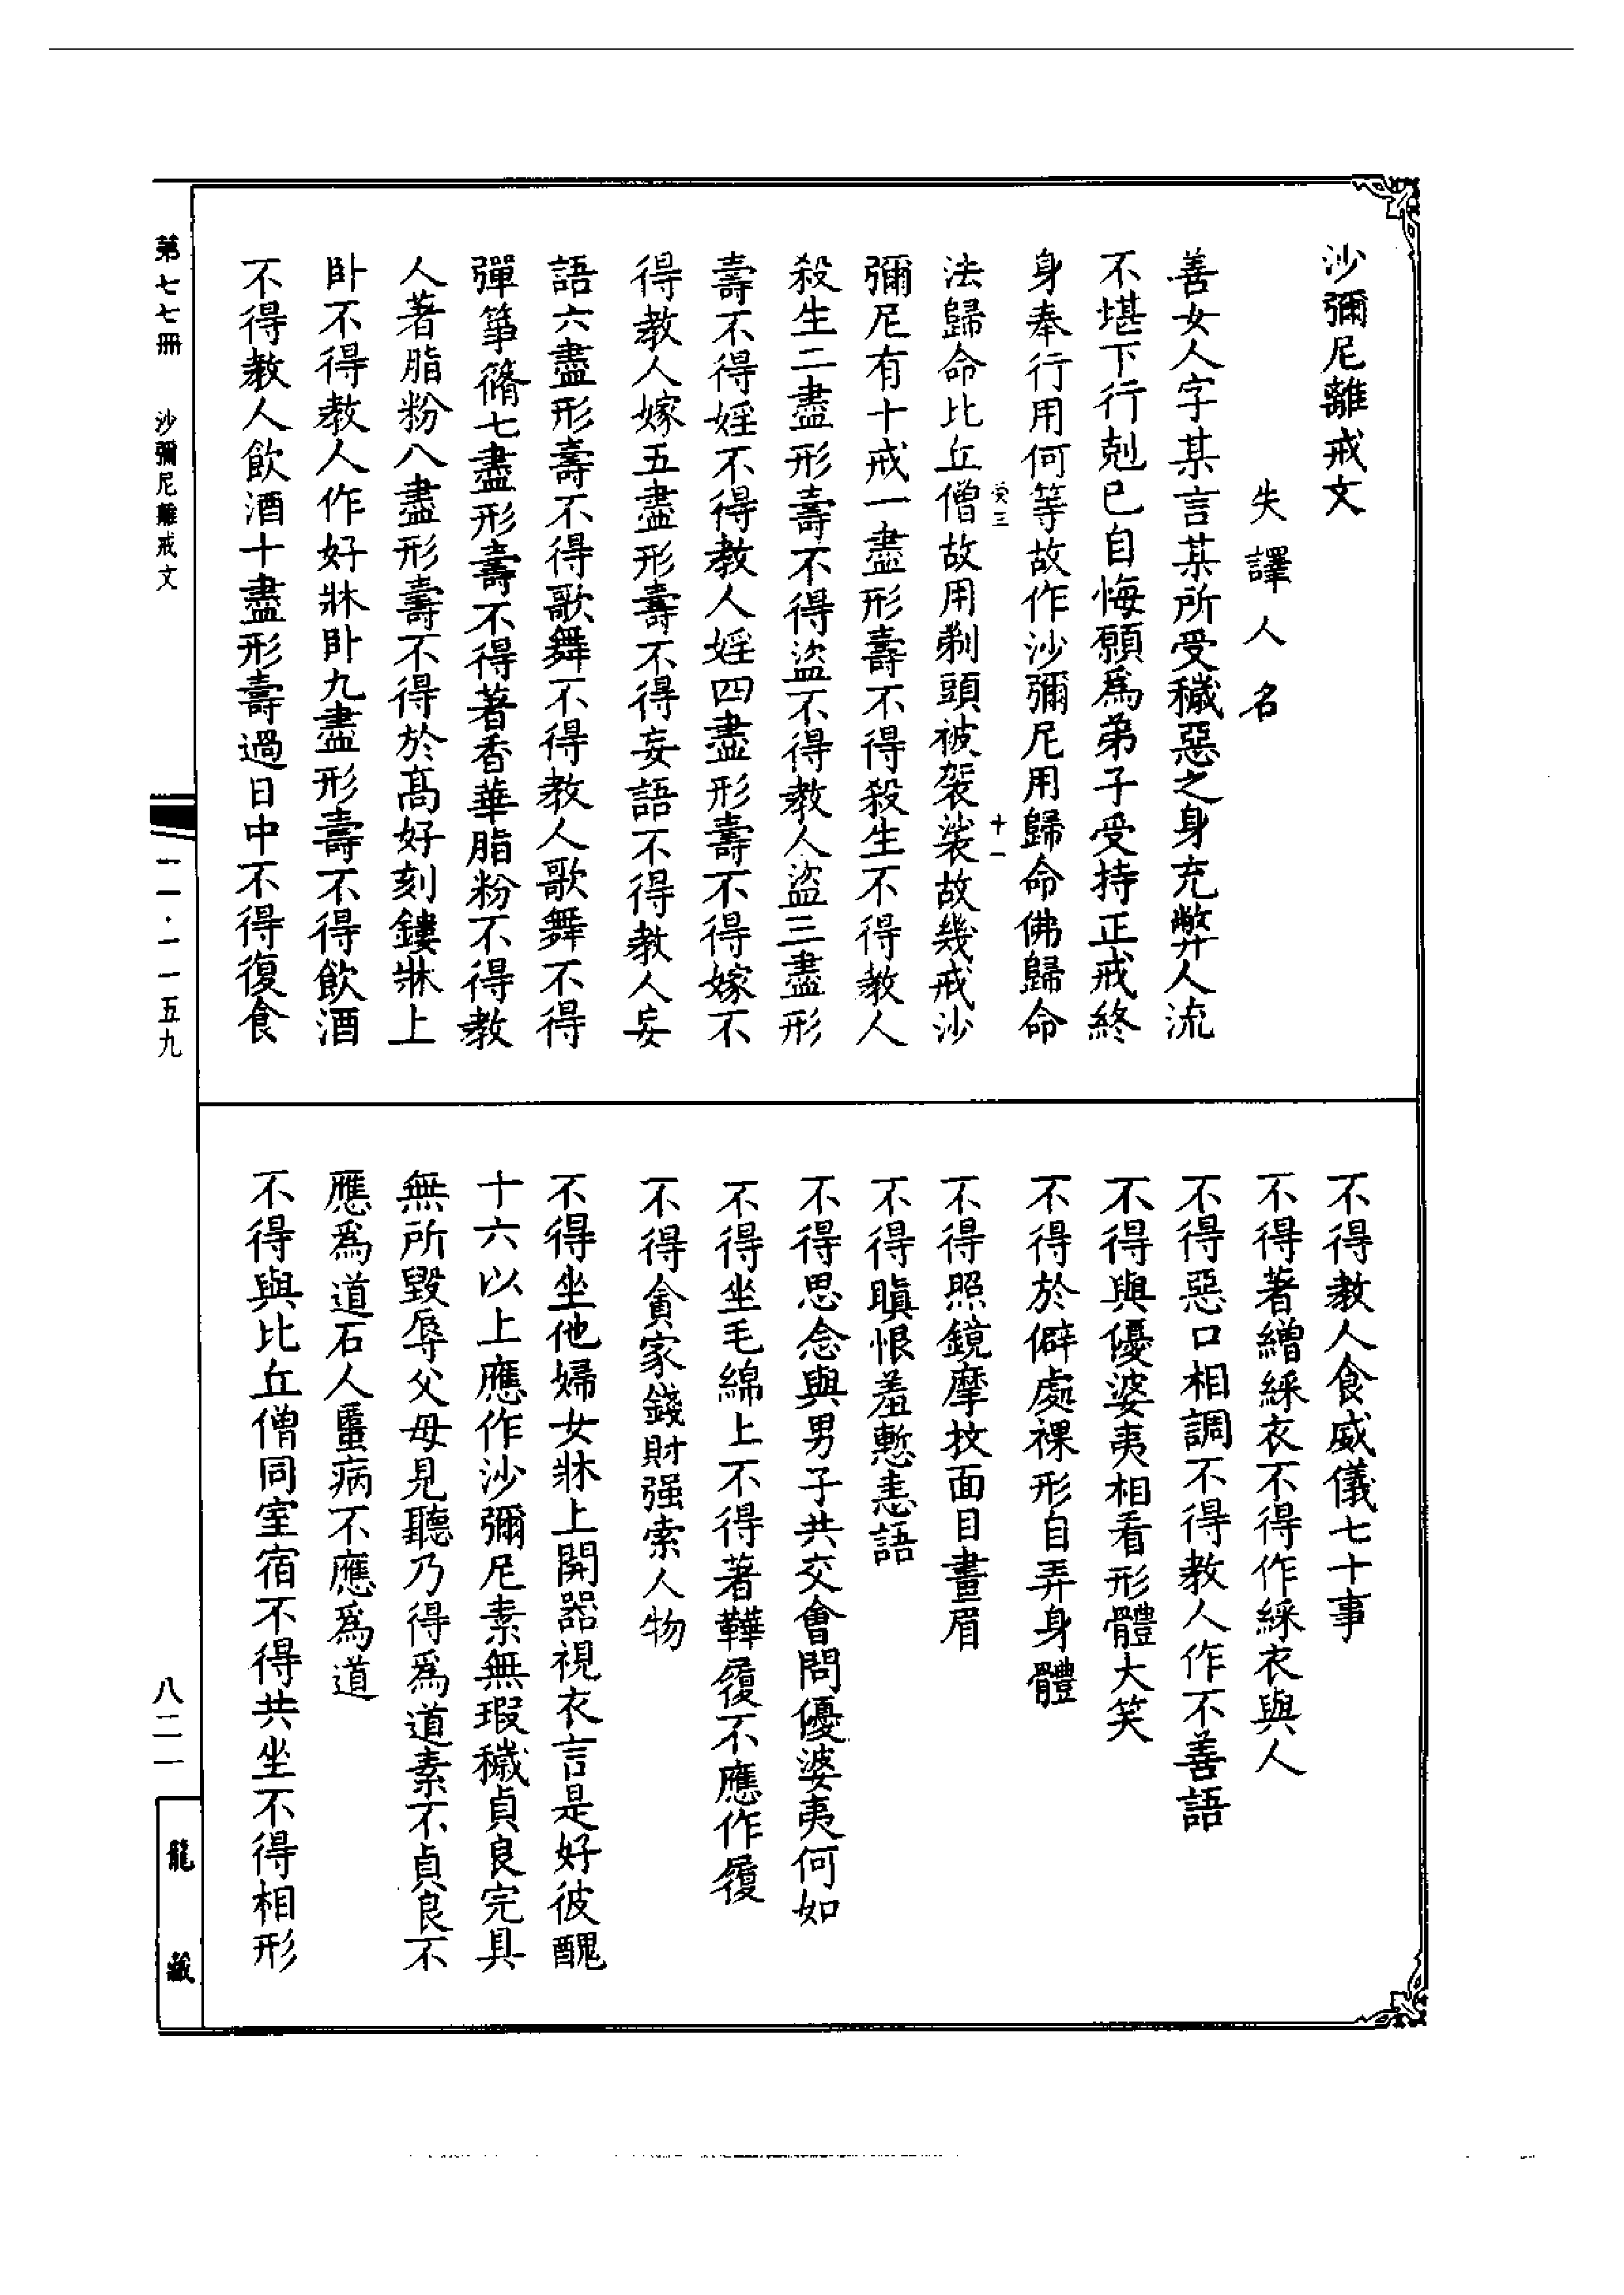 沙彌尼離戒文
失譯人名
善女人字某言某所受穢惡之身充弊人流
不堪下行剋已自悔願爲弟子受持正戒終
身奉行用何等故作沙彌尼用歸命佛歸命
法歸命比丘僧故用剃頭被袈裟故幾戒沙
彌尼有十戒一盡形壽不得殺生不得教人
殺生二盡形壽不得盜不得教人盜三盡形
壽不得婬不得教人婬四盡形壽不得嫁不
得教人嫁五盡形壽不得妄語不得教人妄
語六盡形壽不得歌舞不得教人歌舞不得
彈箏脩七盡形壽不得著香華脂粉不得教
人著脂粉八盡形壽不得於高好刻鏤牀上
卧不得教人作好牀卧九盡形壽不得飲酒
不得教人飲酒十盡形壽過日中不得復食
不得教人食威儀七十事
不得著繒綵衣不得作綵衣與人
不得惡口相調不得教人作不善語
不得與優婆夷相看形體大笑
不得於僻處裸形自弄身體
不得照鏡摩抆面目畫眉
不得瞋恨羞慙恚語
不得思念與男子共交會問優婆夷何如
不得坐毛綿上不得著鞾履不應作履
不得貪家錢財强索人物
不得坐他婦女牀上開器視衣言是好彼醜
十六以上應作沙彌尼素無瑕穢貞良完具
無所毀辱父母見聽乃得爲道素不貞良不
應爲道石人蠱病不應爲道
不得與比丘僧同室宿不得共坐不得相形
第七七冊
沙彌尼離戒文
一一·一一五九
八二一
龍藏
三
十一